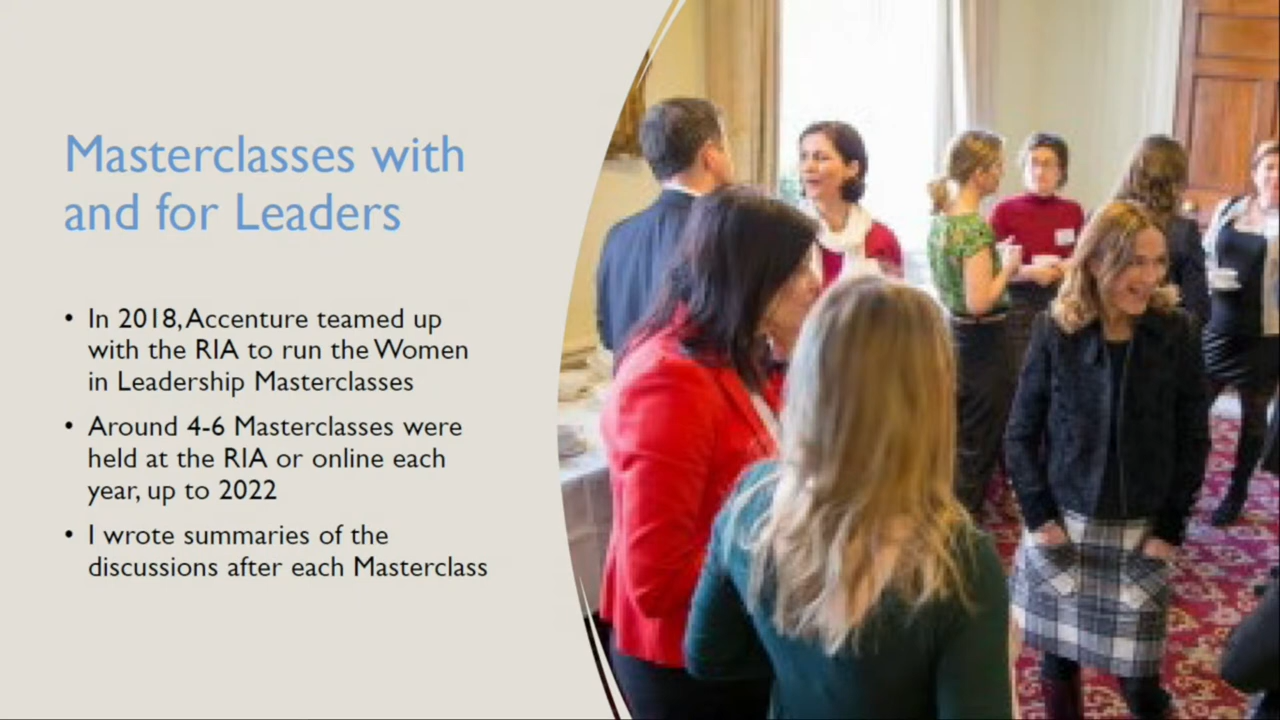 Masterclasses with
and for Leaders
• In 2018, Accenture teamed up
with the RIA to run the Women
in Leadership Masterclasses
• Around 4-6 Masterclasses were
held at the RIA or online each
year, up to 2022
• I wrote summaries of the
discussions after each Masterclass